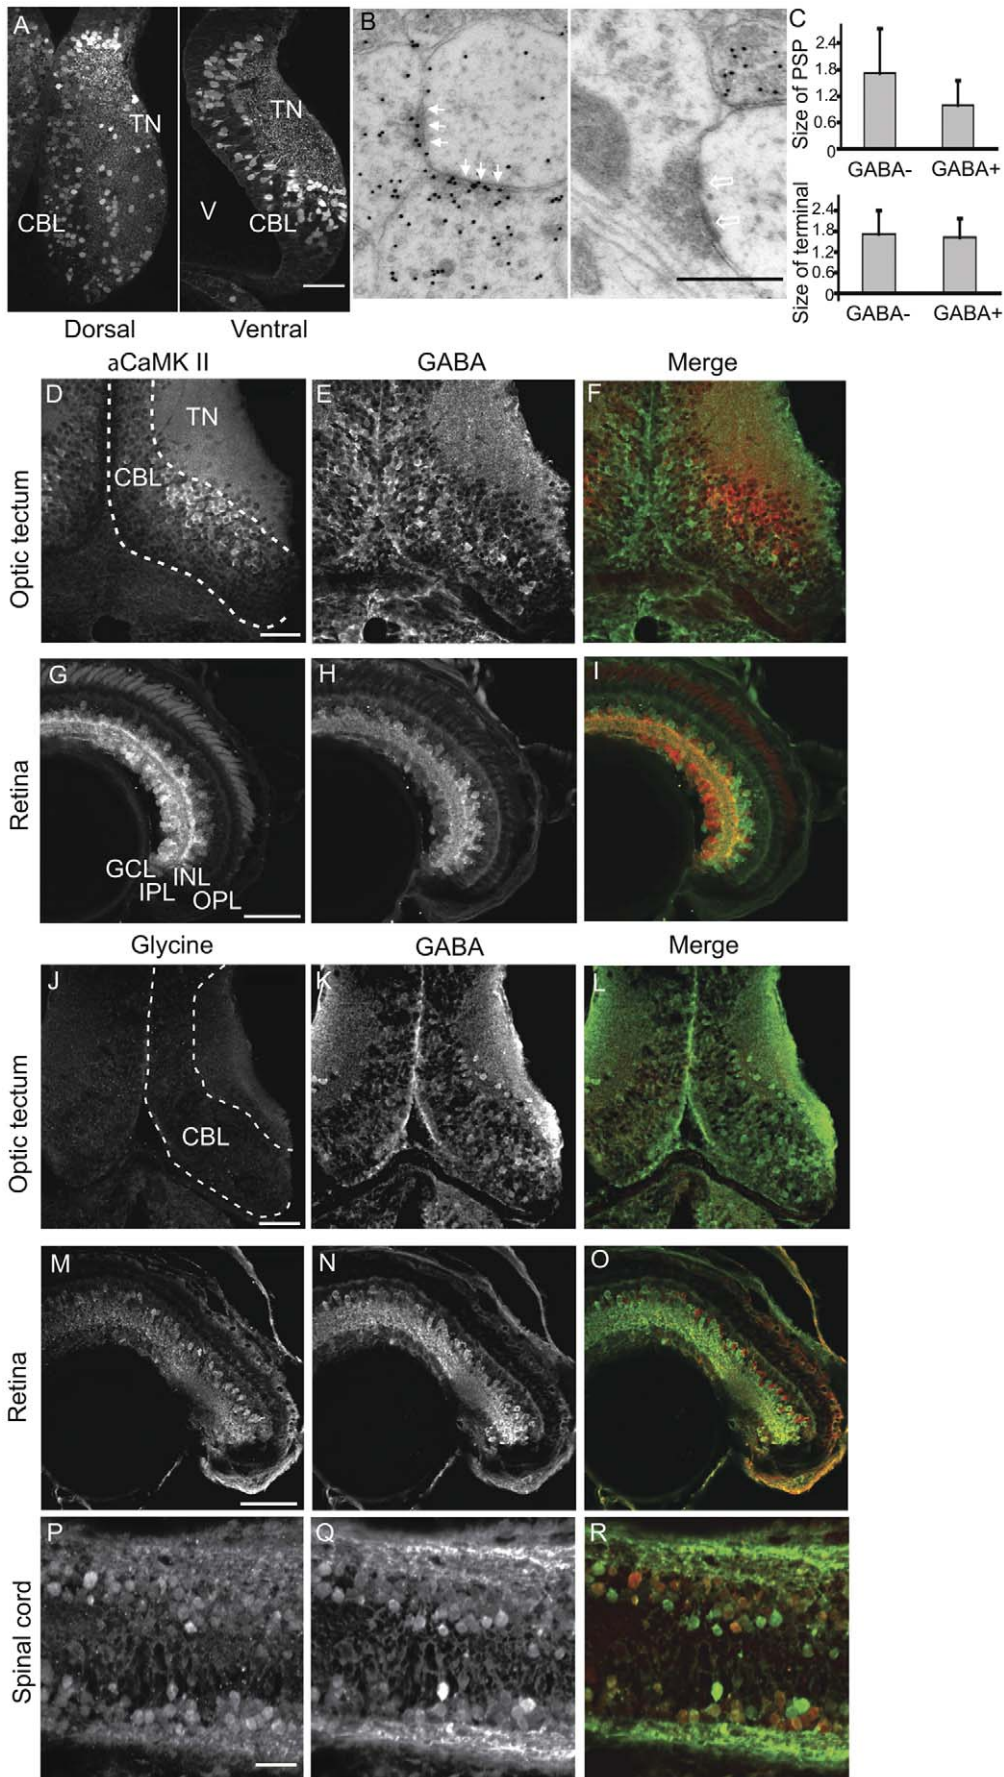 A
TN
CBL
Dorsal
V
TN
CBL
Ventral
B
C
Size of PSP
2.4
1.8
1.2
0.6
0
GABA- GABA+
Size of terminal
2.4
1.8
1.2
0.6
0
GABA- GABA+
aCaMK II GABA Merge
Optic tectum
D
TN
CBL
E
F
Retina
G
GCL
IPL
INL
OPL
H
I
Glycine GABA Merge
Optic tectum
J
CBL
K
L
Retina
M
N
O
Spinal cord
P
Q
R